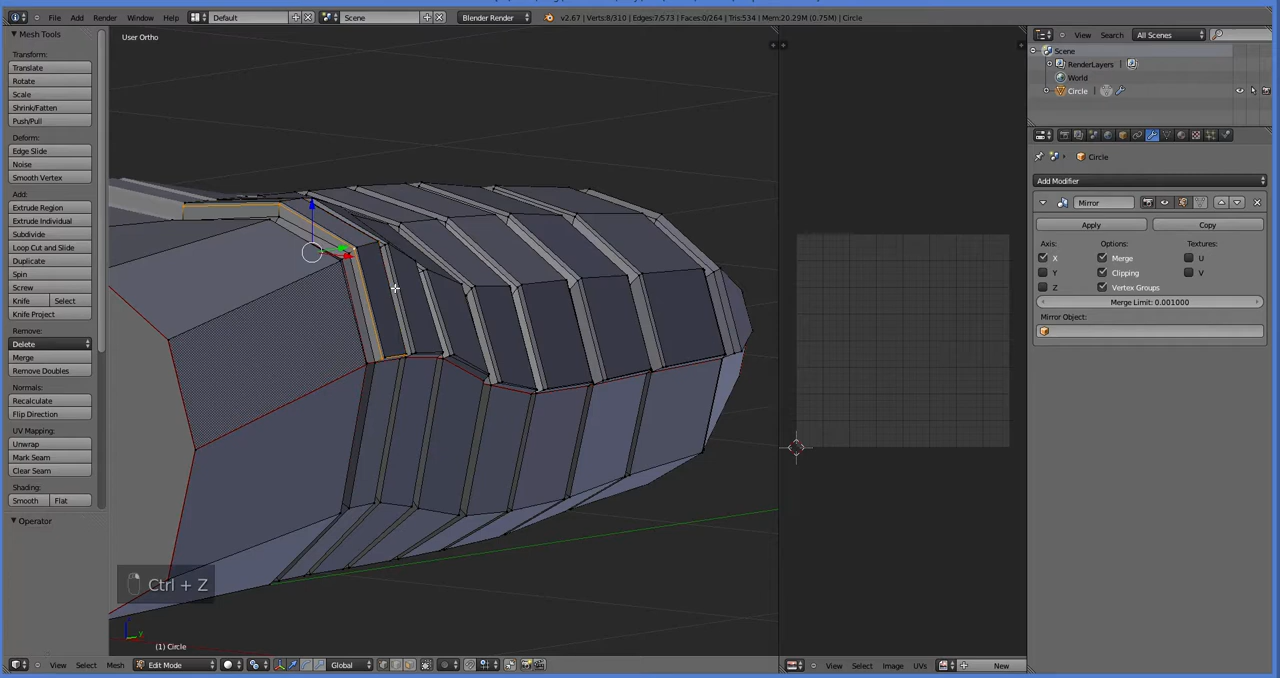 File Add Render Window Help Default Scene Blender Render v2.67 | Verts:8/310 | Edges:7/573 | Faces:0/264 | Tris:534 | Mem:20.29M (0.75M) | Circle
Mesh Tools
Transform:
Translate
Rotate
Scale
Shrink/Fatten
Push/Pull
Deform:
Edge Slide
Noise
Smooth Vertex
Add:
Extrude Region
Extrude Individual
Subdivide
Loop Cut and Slide
Duplicate
Spin
Screw
Knife Select
Knife Project
Remove:
Delete
Merge
Remove Doubles
Normals:
Recalculate
Flip Direction
UV Mapping:
Unwrap
Mark Seam
Clear Seam
Shading:
Smooth Flat
Operator
User Ortho
Ctrl + Z
(1) Circle
View Select Mesh Edit Mode Global
View Select Image UVs New
View Search All Scenes
Scene
RenderLayers
World
Circle
Circle
Add Modifier
Mirror
Apply Copy
Axis: Options: Textures:
X Merge U
Y Clipping V
Z Vertex Groups
Merge Limit: 0.001000
Mirror Object: